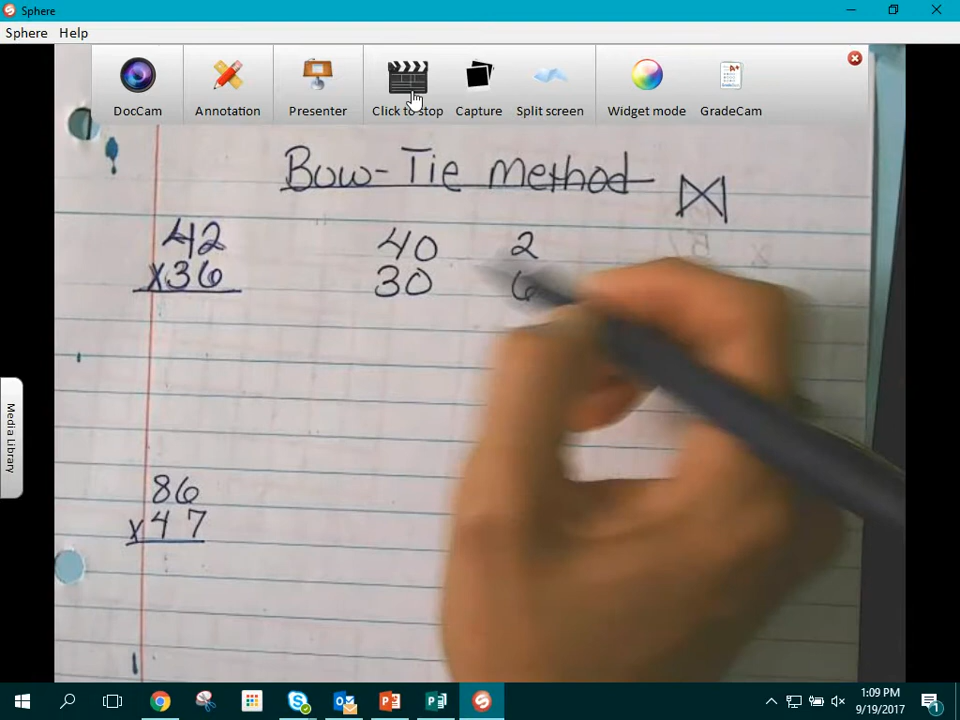 Sphere
Sphere Help
DocCam Annotation Presenter Click to stop Capture Split screen Widget mode GradeCam
Bow-Tie Method
42 40 2
x36 30 6
Media Library
86
x47
1:09 PM
9/19/2017
1